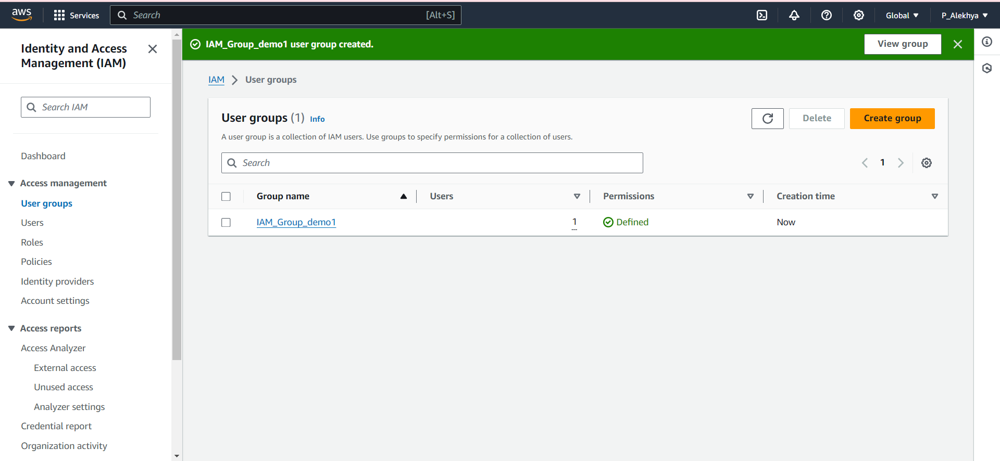 aws Services Search [Alt+S] Global P_Alekhya
Identity and Access
Management (IAM)
Search IAM
Dashboard
Access management
User groups
Users
Roles
Policies
Identity providers
Account settings
Access reports
Access Analyzer
External access
Unused access
Analyzer settings
Credential report
Organization activity
IAM_Group_demo1 user group created. View group
IAM User groups
User groups (1) Info Delete Create group
A user group is a collection of IAM users. Use groups to specify permissions for a collection of users.
Search 1
Group name Users Permissions Creation time
IAM_Group_demo1 1 Defined Now